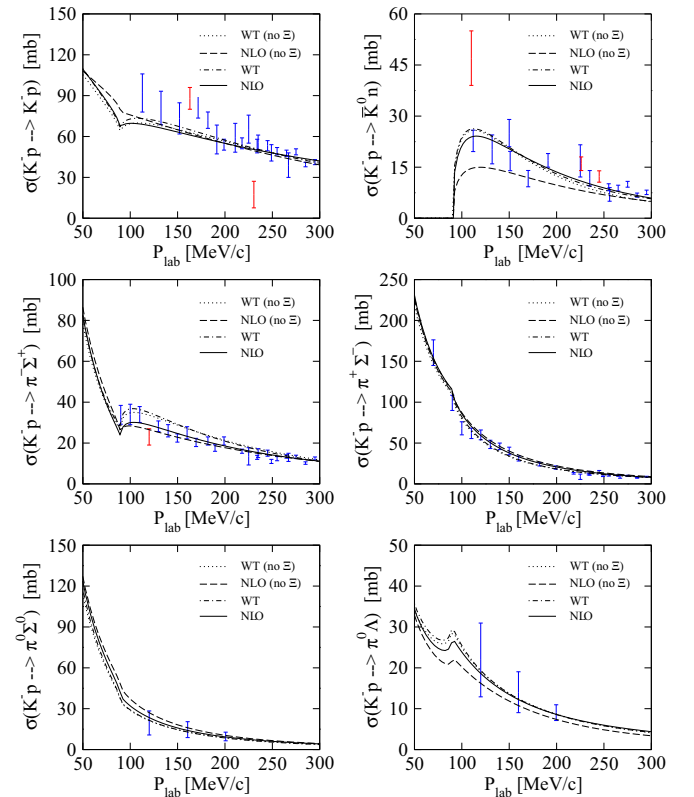 σ(K⁻p --> K⁻p) [mb]
150
120
90
60
30
0
WT (no Ξ)
NLO (no Ξ)
WT
NLO
50 100 150 200 250 300
P_lab [MeV/c]
σ(K⁻p --> K̄⁰n) [mb]
60
45
30
15
0
WT (no Ξ)
NLO (no Ξ)
WT
NLO
50 100 150 200 250 300
P_lab [MeV/c]
σ(K⁻p --> π⁻Σ⁺) [mb]
100
80
60
40
20
0
WT (no Ξ)
NLO (no Ξ)
WT
NLO
50 100 150 200 250 300
P_lab [MeV/c]
σ(K⁻p --> π⁺Σ⁻) [mb]
250
200
150
100
50
0
WT (no Ξ)
NLO (no Ξ)
WT
NLO
50 100 150 200 250 300
P_lab [MeV/c]
σ(K⁻p --> π⁰Σ⁰) [mb]
150
120
90
60
30
0
WT (no Ξ)
NLO (no Ξ)
WT
NLO
50 100 150 200 250 300
P_lab [MeV/c]
σ(K⁻p --> π⁰Λ) [mb]
50
40
30
20
10
0
WT (no Ξ)
NLO (no Ξ)
WT
NLO
50 100 150 200 250 300
P_lab [MeV/c]